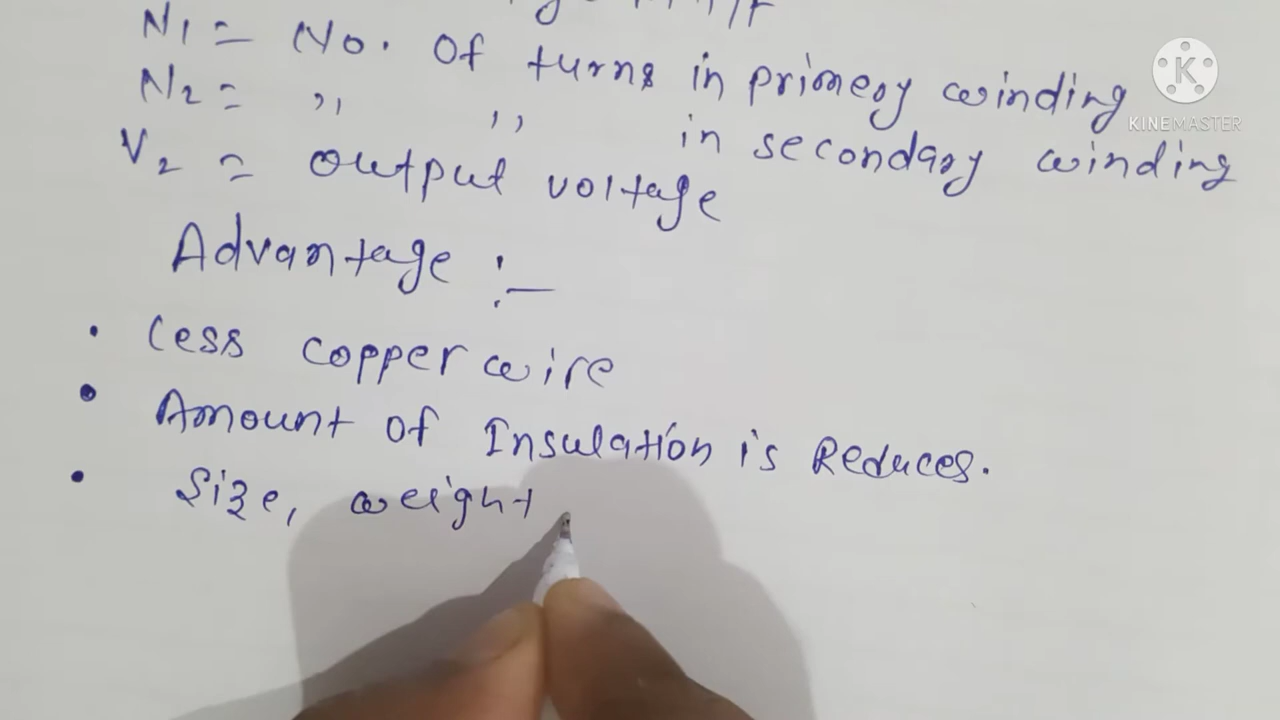 N1 = No. Of turns in primery winding
N2 = ,, ,, in secondary winding
V2 = output voltage
Advantage :-
• Less copper wire
• Amount of Insulation is Reduces.
• Size, weight
KINEMASTER